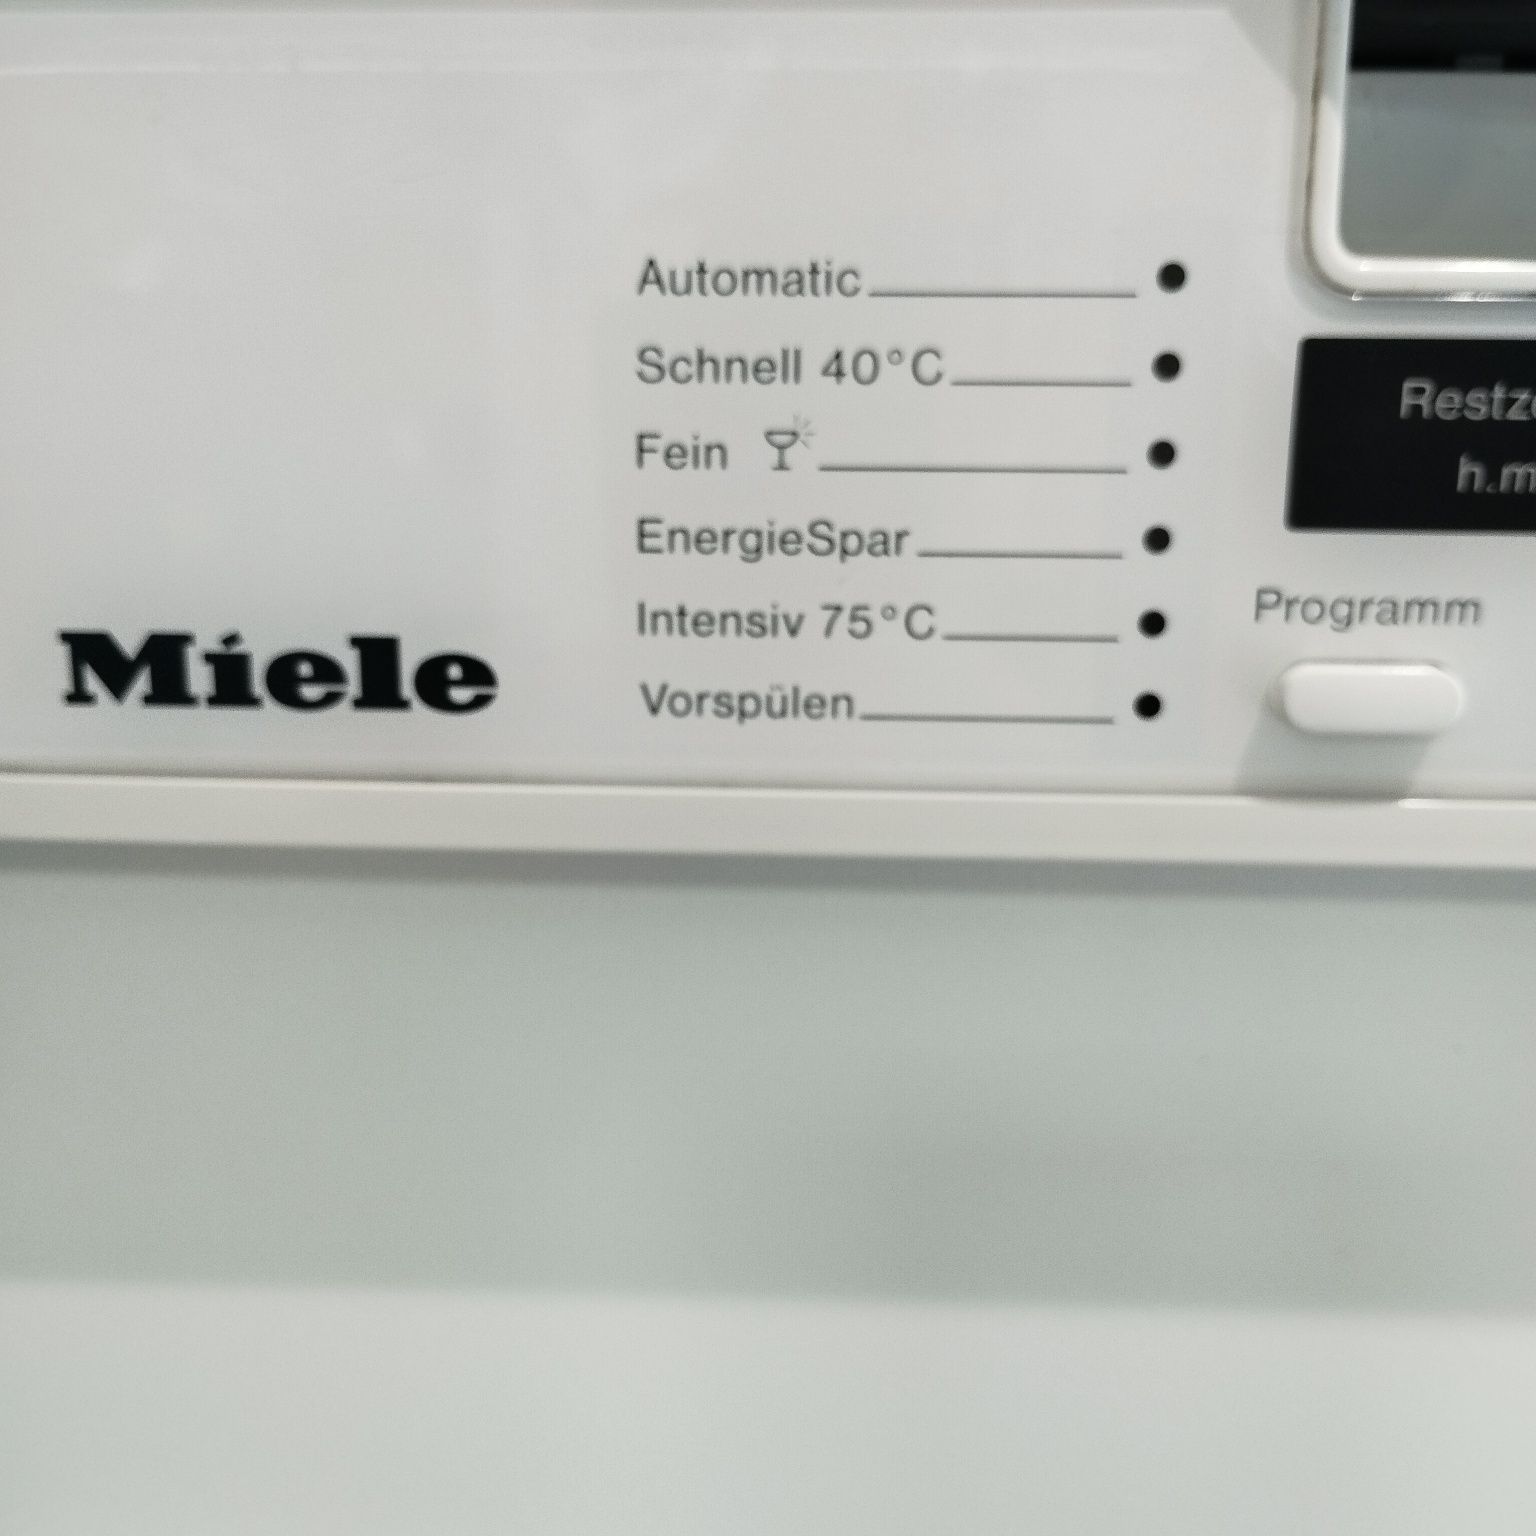 Automatic
Schnell 40°C
Fein
EnergieSpar
Intensiv 75°C
Vorspülen
Miele
h.m
Programm